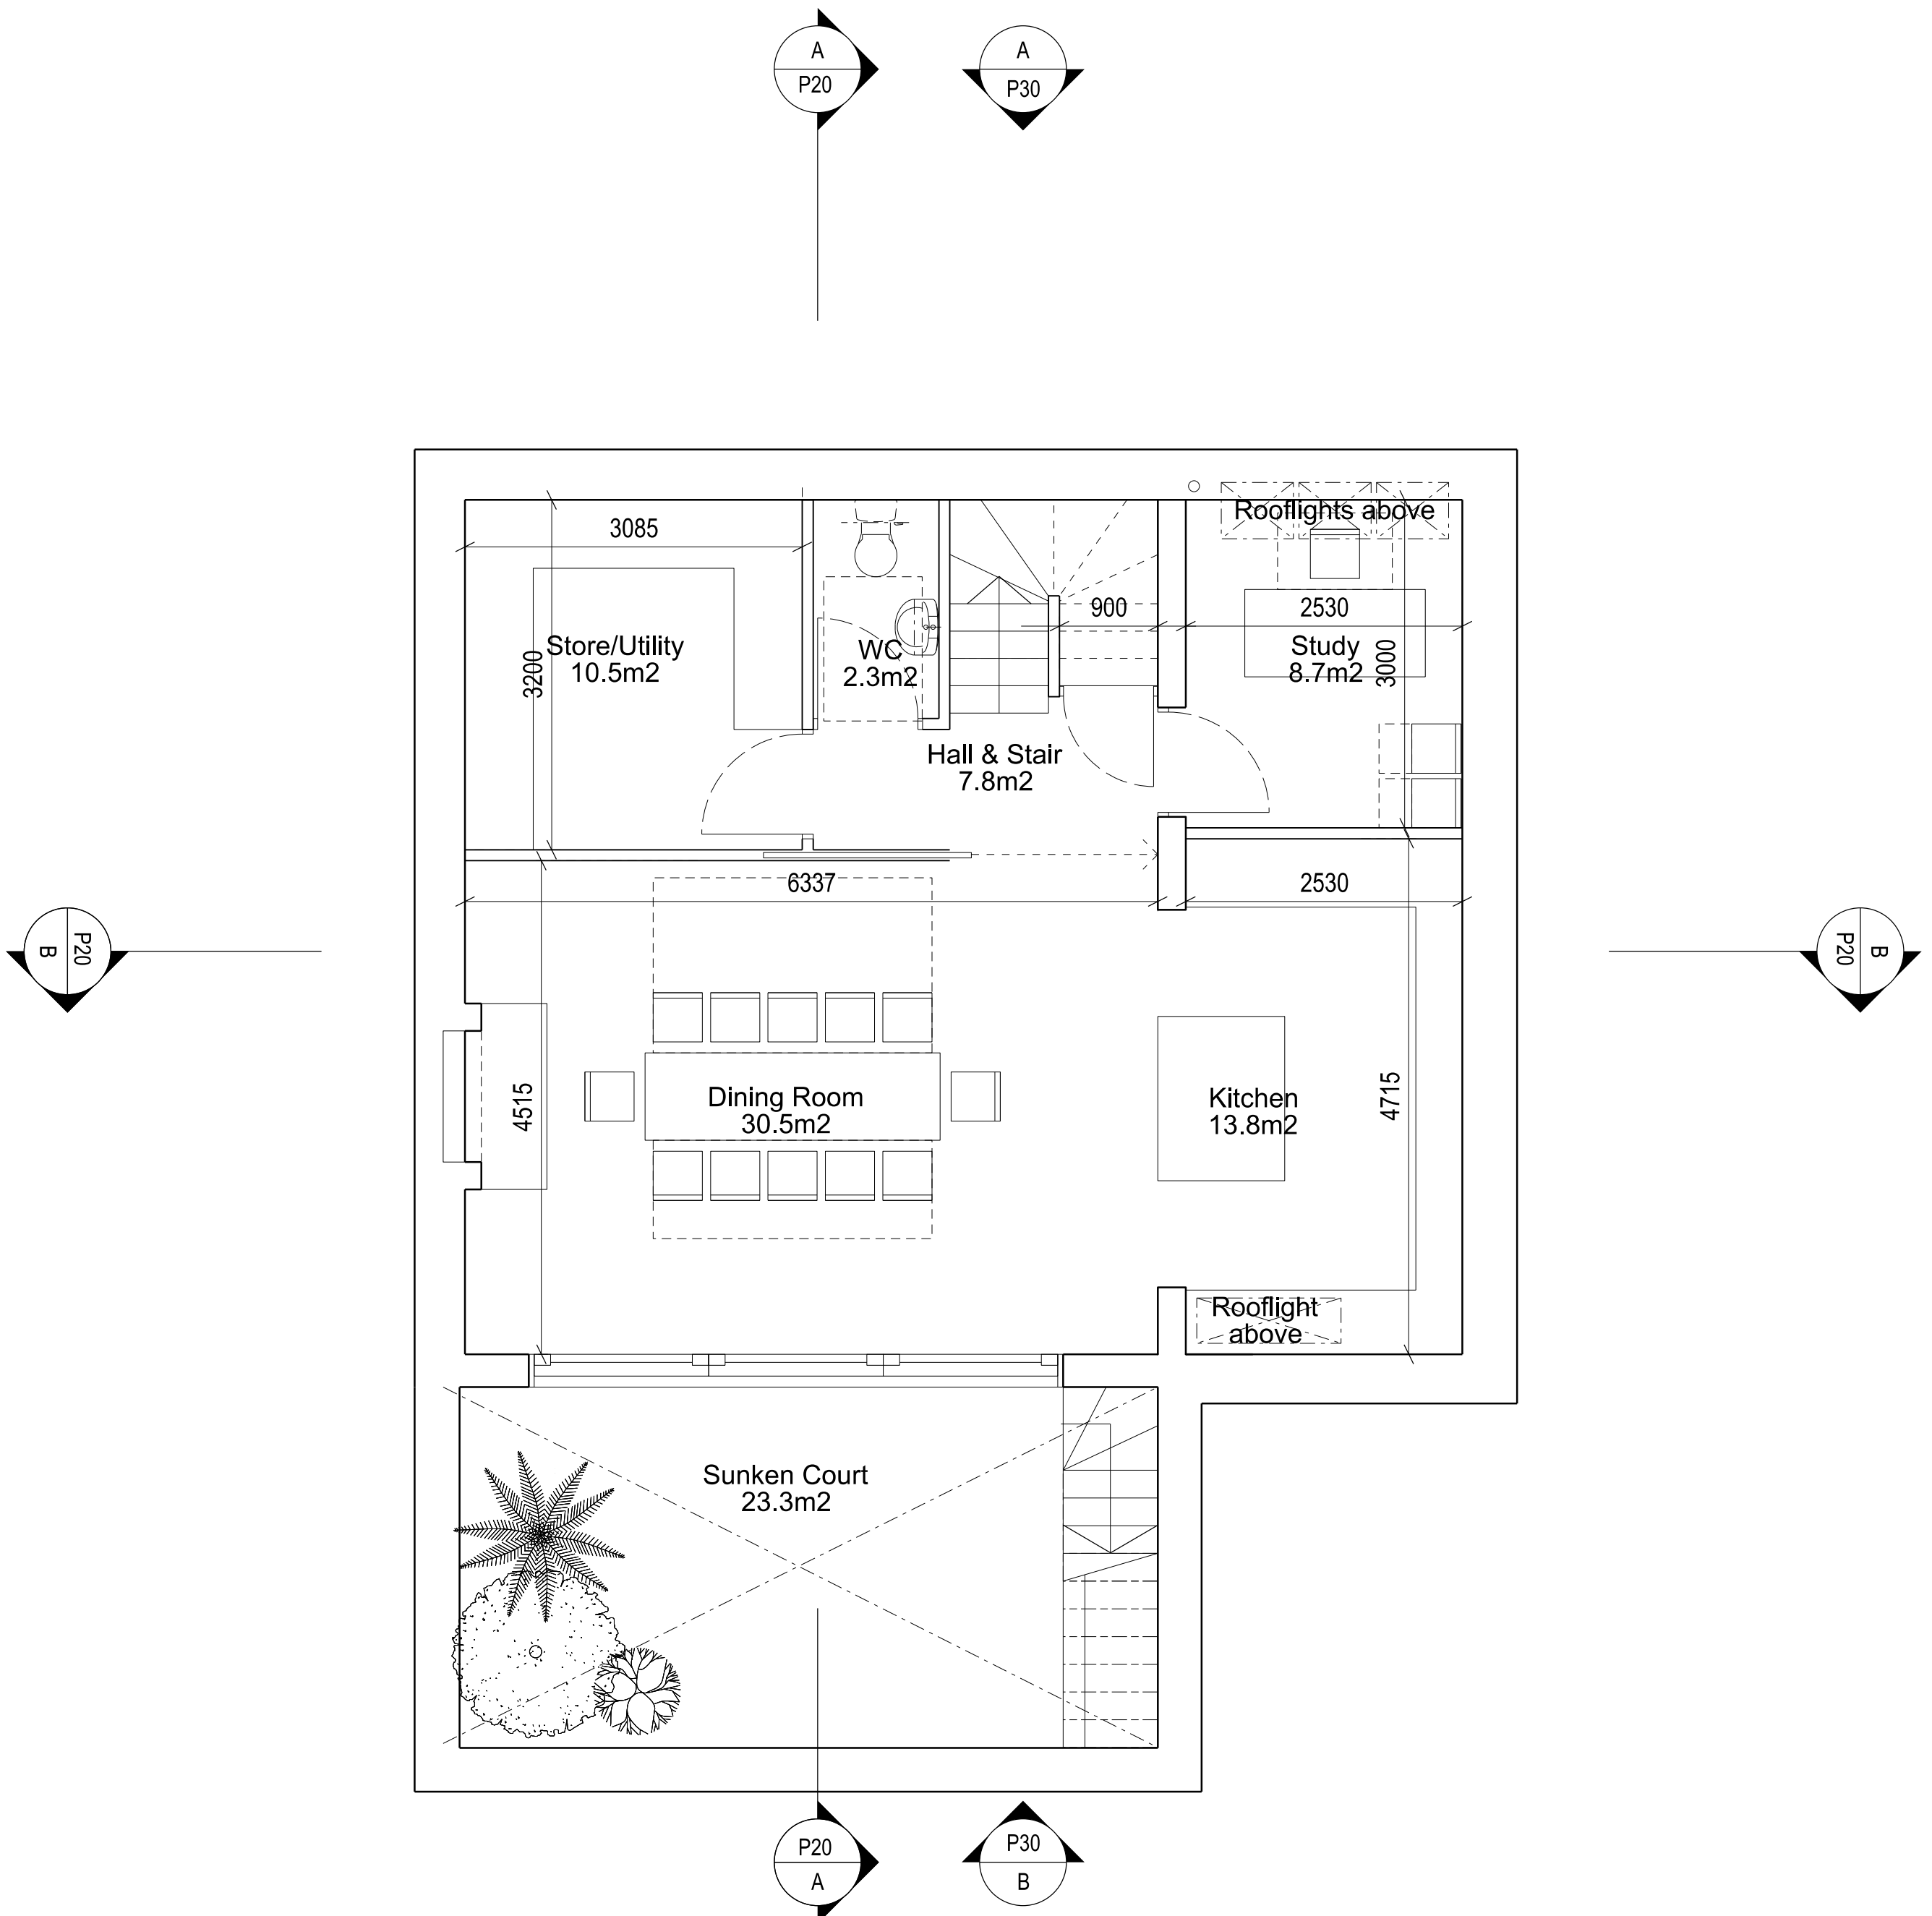 A
P20
A
P30
Rooflights above
3085
900
2530
Store/Utility
10.5m2
3200
WC
2.3m2
Study
8.7m2
3000
Hall & Stair
7.8m2
6337
2530
P20
B
B
P20
4515
Dining Room
30.5m2
Kitchen
13.8m2
4715
Rooflight
above
Sunken Court
23.3m2
P20
A
P30
B